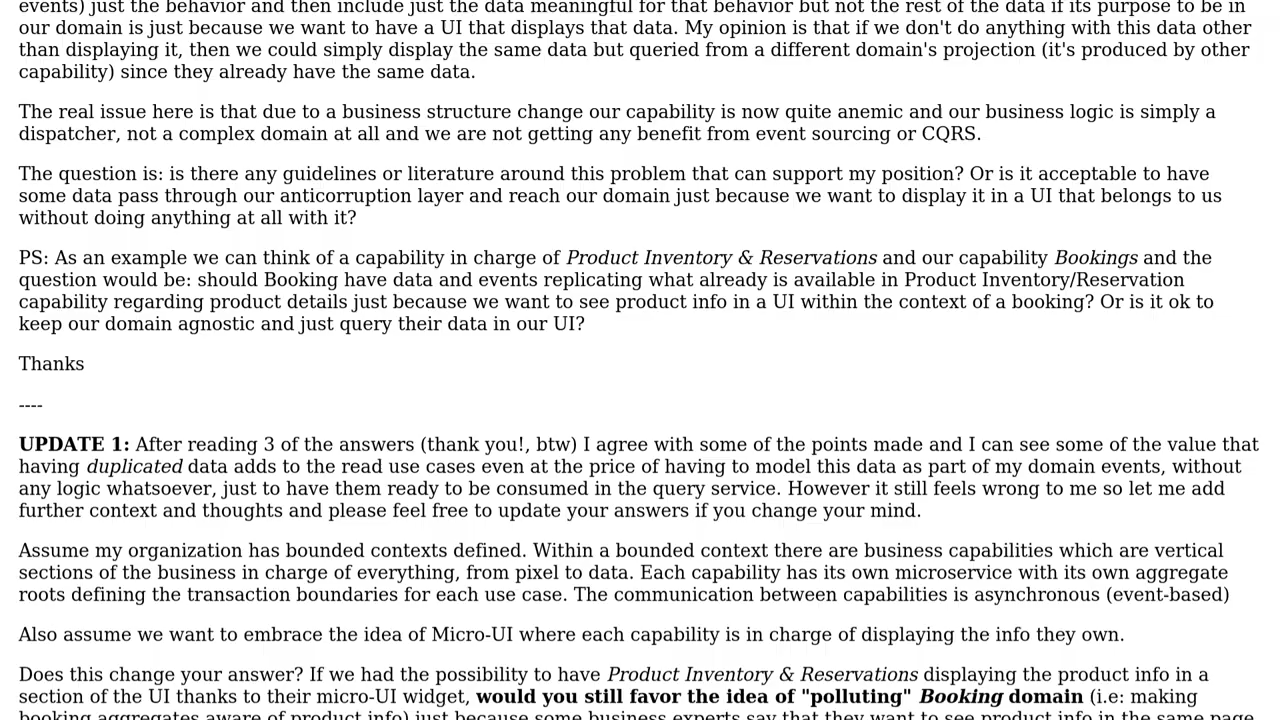 events) just the behavior and then include just the data meaningful for that behavior but not the rest of the data if its purpose to be in
our domain is just because we want to have a UI that displays that data. My opinion is that if we don't do anything with this data other
than displaying it, then we could simply display the same data but queried from a different domain's projection (it's produced by other
capability) since they already have the same data.
The real issue here is that due to a business structure change our capability is now quite anemic and our business logic is simply a
dispatcher, not a complex domain at all and we are not getting any benefit from event sourcing or CQRS.
The question is: is there any guidelines or literature around this problem that can support my position? Or is it acceptable to have
some data pass through our anticorruption layer and reach our domain just because we want to display it in a UI that belongs to us
without doing anything at all with it?
PS: As an example we can think of a capability in charge of Product Inventory & Reservations and our capability Bookings and the
question would be: should Booking have data and events replicating what already is available in Product Inventory/Reservation
capability regarding product details just because we want to see product info in a UI within the context of a booking? Or is it ok to
keep our domain agnostic and just query their data in our UI?
Thanks
----
UPDATE 1: After reading 3 of the answers (thank you!, btw) I agree with some of the points made and I can see some of the value that
having duplicated data adds to the read use cases even at the price of having to model this data as part of my domain events, without
any logic whatsoever, just to have them ready to be consumed in the query service. However it still feels wrong to me so let me add
further context and thoughts and please feel free to update your answers if you change your mind.
Assume my organization has bounded contexts defined. Within a bounded context there are business capabilities which are vertical
sections of the business in charge of everything, from pixel to data. Each capability has its own microservice with its own aggregate
roots defining the transaction boundaries for each use case. The communication between capabilities is asynchronous (event-based)
Also assume we want to embrace the idea of Micro-UI where each capability is in charge of displaying the info they own.
Does this change your answer? If we had the possibility to have Product Inventory & Reservations displaying the product info in a
section of the UI thanks to their micro-UI widget, would you still favor the idea of "polluting" Booking domain (i.e: making
booking aggregates aware of product info) just because some business experts say that they want to see product info in the same page